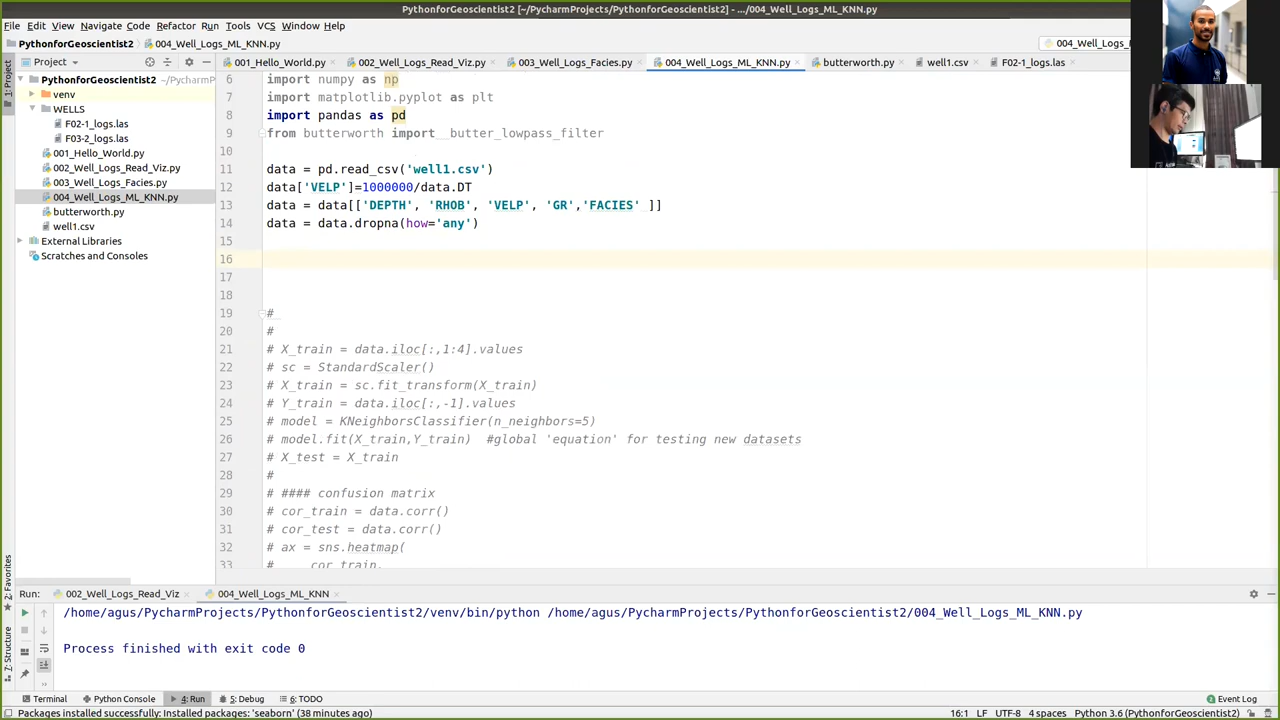 PythonforGeoscientist2 [~/PycharmProjects/PythonforGeoscientist2] - .../004_Well_Logs_ML_KNN.py
File Edit View Navigate Code Refactor Run Tools VCS Window Help
PythonforGeoscientist2 004_Well_Logs_ML_KNN.py 004_Well_Logs_
Project 001_Hello_World.py 002_Well_Logs_Read_Viz.py 003_Well_Logs_Facies.py 004_Well_Logs_ML_KNN.py butterworth.py well1.csv F02-1_logs.las
1: Project
PythonforGeoscientist2 ~/PycharmP
venv
WELLS
F02-1_logs.las
F03-2_logs.las
001_Hello_World.py
002_Well_Logs_Read_Viz.py
003_Well_Logs_Facies.py
004_Well_Logs_ML_KNN.py
butterworth.py
well1.csv
External Libraries
Scratches and Consoles
6 import numpy as np
7 import matplotlib.pyplot as plt
8 import pandas as pd
9 from butterworth import butter_lowpass_filter
10
11 data = pd.read_csv('well1.csv')
12 data['VELP']=1000000/data.DT
13 data = data[['DEPTH', 'RHOB', 'VELP', 'GR','FACIES' ]]
14 data = data.dropna(how='any')
15
16
17
18
19 #
20 #
21 # X_train = data.iloc[:,1:4].values
22 # sc = StandardScaler()
23 # X_train = sc.fit_transform(X_train)
24 # Y_train = data.iloc[:,-1].values
25 # model = KNeighborsClassifier(n_neighbors=5)
26 # model.fit(X_train,Y_train)  #global 'equation' for testing new datasets
27 # X_test = X_train
28 #
29 # #### confusion matrix
30 # cor_train = data.corr()
31 # cor_test = data.corr()
32 # ax = sns.heatmap(
33 #     cor_train,
2: Favorites
7: Structure
Run: 002_Well_Logs_Read_Viz 004_Well_Logs_ML_KNN
/home/agus/PycharmProjects/PythonforGeoscientist2/venv/bin/python /home/agus/PycharmProjects/PythonforGeoscientist2/004_Well_Logs_ML_KNN.py
Process finished with exit code 0
Terminal Python Console 4: Run 5: Debug 6: TODO Event Log
Packages installed successfully: Installed packages: 'seaborn' (38 minutes ago) 16:1 LF UTF-8 4 spaces Python 3.6 (PythonforGeoscientist2)